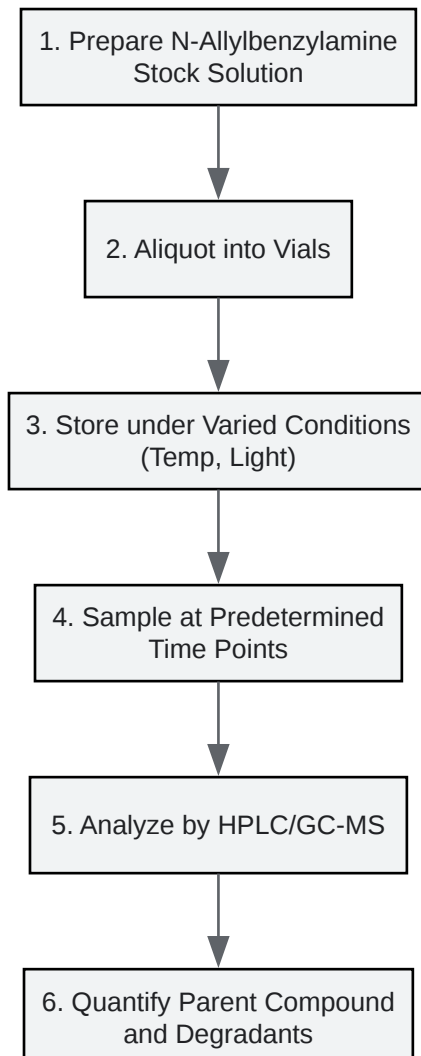 1. Prepare N-Allylbenzylamine
Stock Solution
2. Aliquot into Vials
3. Store under Varied Conditions
(Temp, Light)
4. Sample at Predetermined
Time Points
5. Analyze by HPLC/GC-MS
6. Quantify Parent Compound
and Degradants